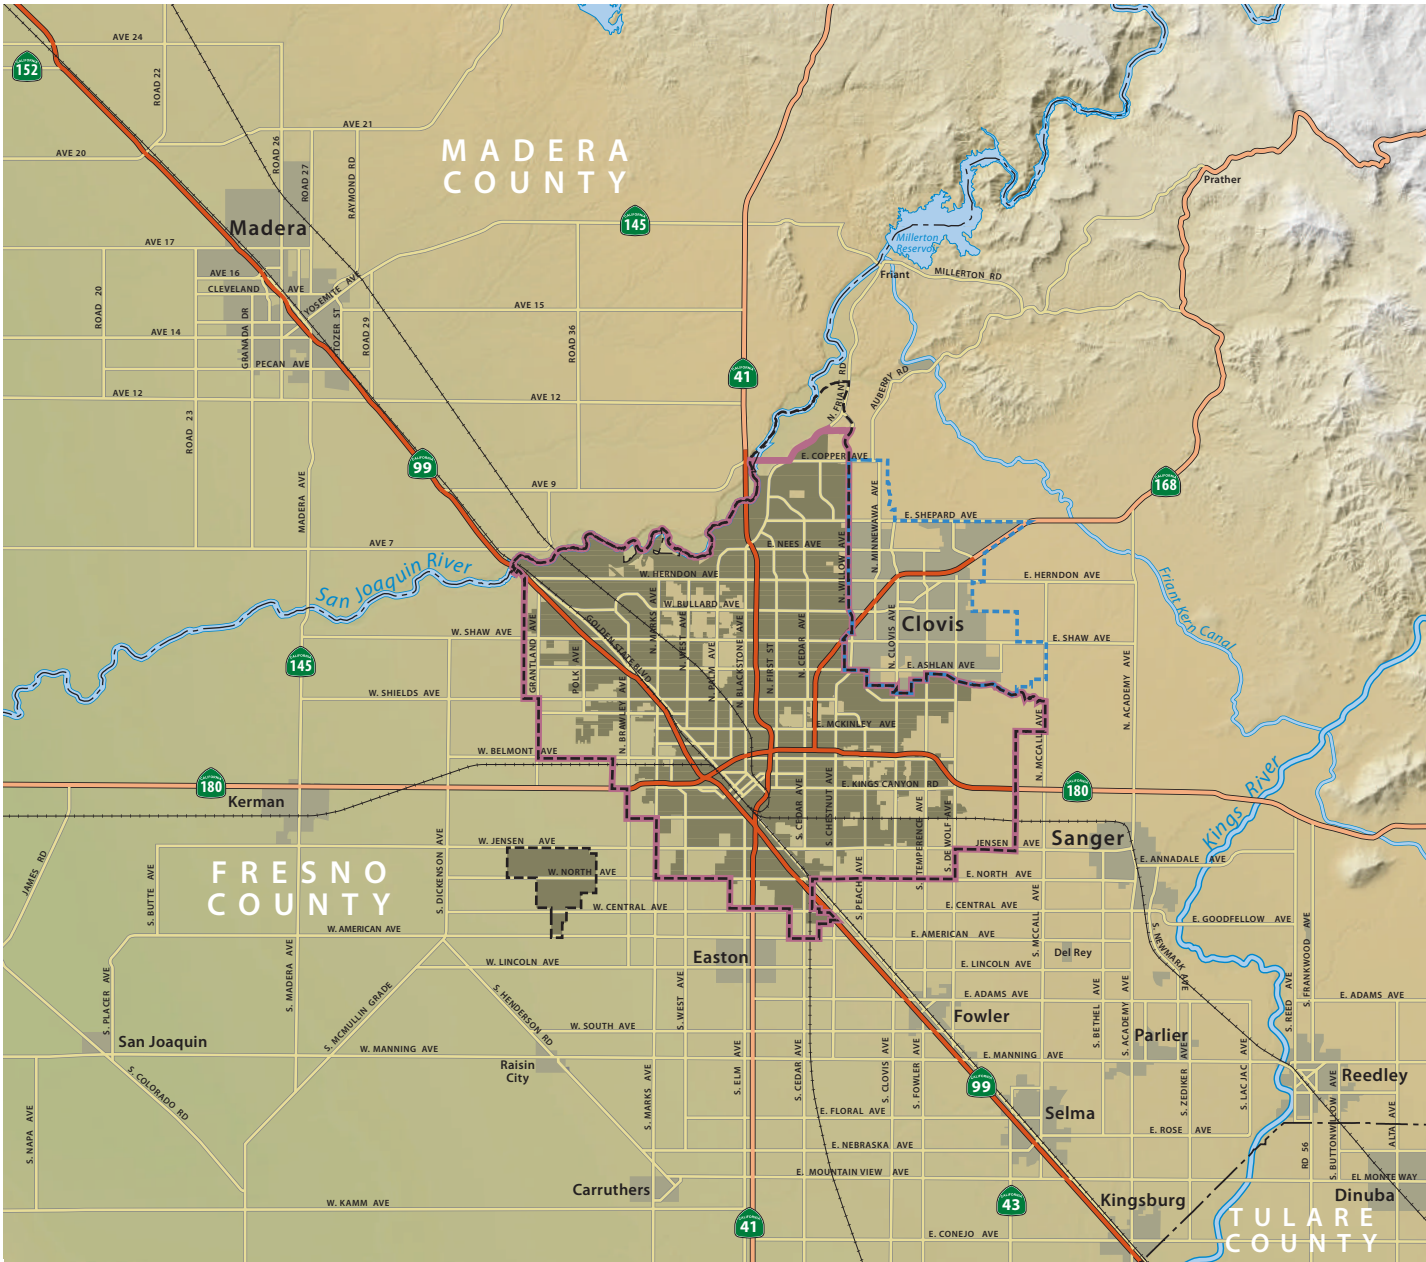 AVE 24
CALIFORNIA
152
ROAD 22
AVE 21
AVE 20
ROAD 26
ROAD 27
RAYMOND RD
MADERA
COUNTY
Prather
CALIFORNIA
145
Madera
Millerton
Reservoir
AVE 17
Friant
MILLERTON RD
AVE 16
CLEVELAND AVE
YOSEMITE AVE
ROAD 20
AVE 15
GRANADA DR
TOZER ST
ROAD 29
ROAD 36
AVE 14
PECAN AVE
CALIFORNIA
41
N. FRIANT RD
AUBERRY RD
AVE 12
AVE 12
ROAD 23
E. COPPER AVE
CALIFORNIA
99
CALIFORNIA
168
AVE 9
MADERA AVE
N. MINNEWAWA AVE
E. SHEPARD AVE
AVE 7
E. NEES AVE
N. WILLOW AVE
San Joaquin River
W. HERNDON AVE
E. HERNDON AVE
Friant Kern Canal
W. BULLARD AVE
GOLDEN STATE BLVD
N. MARKS AVE
N. WEST AVE
N. PALM AVE
N. BLACKSTONE AVE
N. FIRST ST
N. CEDAR AVE
N. CLOVIS AVE
Clovis
W. SHAW AVE
E. SHAW AVE
GRANTLAND AVE
POLK AVE
CALIFORNIA
145
E. ASHLAN AVE
N. ACADEMY AVE
W. SHIELDS AVE
N. BRAWLEY AVE
E. MCKINLEY AVE
N. MCCALL AVE
W. BELMONT AVE
CALIFORNIA
180
E. KINGS CANYON RD
CALIFORNIA
180
Kings River
Kerman
S. CEDAR AVE
S. CHESTNUT AVE
S. TEMPERENCE AVE
S. DE WOLF AVE
Sanger
W. JENSEN AVE
JENSEN AVE
E. ANNADALE AVE
JAMES RD
FRESNO
COUNTY
S. BUTTE AVE
S. DICKENSON AVE
W. NORTH AVE
E. NORTH AVE
S. PEACH AVE
S. MCCALL AVE
W. CENTRAL AVE
E. CENTRAL AVE
E. GOODFELLOW AVE
W. AMERICAN AVE
E. AMERICAN AVE
S. NEWMARK AVE
S. FRANKWOOD AVE
Easton
Del Rey
W. LINCOLN AVE
E. LINCOLN AVE
S. PLACER AVE
S. MADERA AVE
S. MCMULLIN GRADE
S. HENDERSON RD
S. WEST AVE
E. ADAMS AVE
E. ADAMS AVE
S. BETHEL AVE
S. ACADEMY AVE
S. REED AVE
Fowler
W. SOUTH AVE
San Joaquin
Parlier
W. MANNING AVE
E. MANNING AVE
Raisin
City
S. COLORADO RD
S. MARKS AVE
S. ELM AVE
S. CEDAR AVE
S. CLOVIS AVE
S. FOWLER AVE
CALIFORNIA
99
S. ZEDIKER AVE
S. LAC JAC AVE
Reedley
S. NAPA AVE
E. FLORAL AVE
Selma
S. BUTTONWILLOW AVE
ALTA AVE
E. ROSE AVE
E. NEBRASKA AVE
RD 56
E. MOUNTAIN VIEW AVE
EL MONTE WAY
Carruthers
W. KAMM AVE
CALIFORNIA
41
CALIFORNIA
43
Kingsburg
Dinuba
TULARE
COUNTY
E. CONEJO AVE